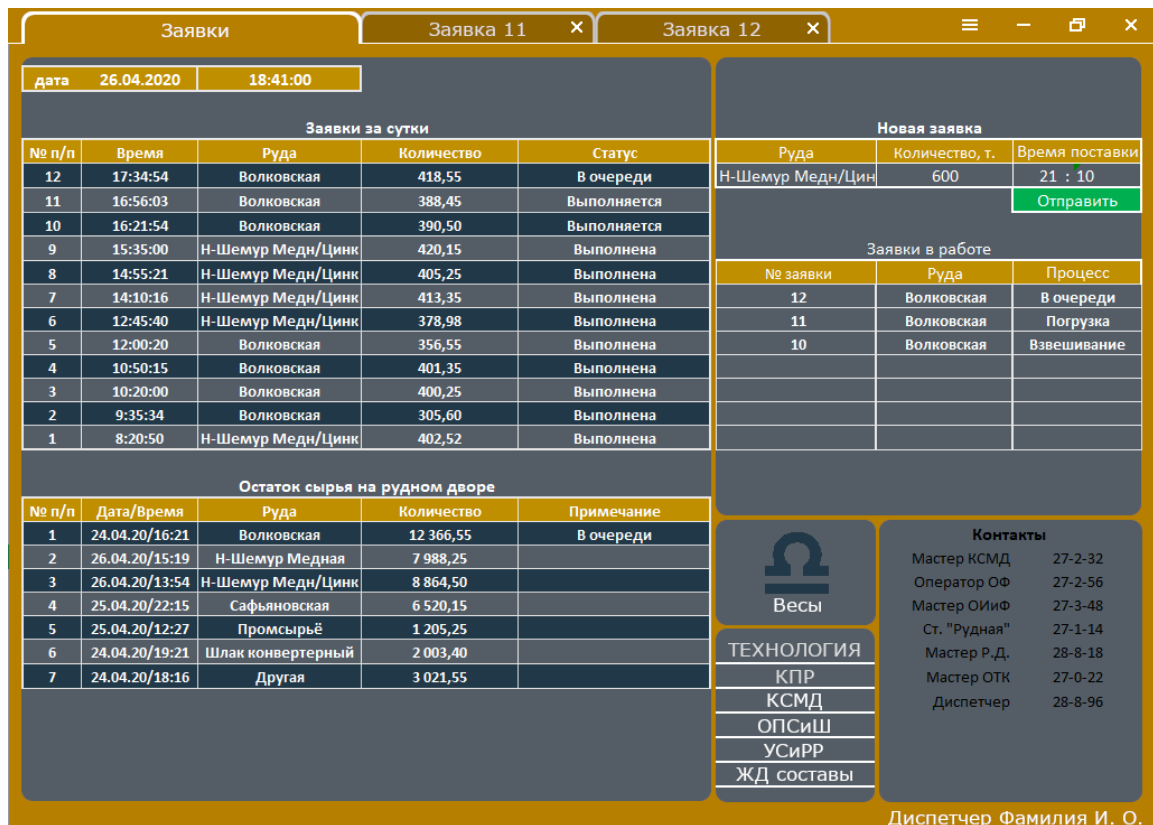 Заявки Заявка 11 × Заявка 12 ×
дата 26.04.2020 18:41:00
Заявки за сутки
№ п/п Время Руда Количество Статус
12 17:34:54 Волковская 418,55 В очереди
11 16:56:03 Волковская 388,45 Выполняется
10 16:21:54 Волковская 390,50 Выполняется
9 15:35:00 Н-Шемур Медн/Цинк 420,15 Выполнена
8 14:55:21 Н-Шемур Медн/Цинк 405,25 Выполнена
7 14:10:16 Н-Шемур Медн/Цинк 413,35 Выполнена
6 12:45:40 Н-Шемур Медн/Цинк 378,98 Выполнена
5 12:00:20 Волковская 356,55 Выполнена
4 10:50:15 Волковская 401,35 Выполнена
3 10:20:00 Волковская 400,25 Выполнена
2 9:35:34 Волковская 305,60 Выполнена
1 8:20:50 Н-Шемур Медн/Цинк 402,52 Выполнена
Остаток сырья на рудном дворе
№ п/п Дата/Время Руда Количество Примечание
1 24.04.20/16:21 Волковская 12 366,55 В очереди
2 26.04.20/15:19 Н-Шемур Медная 7 988,25
3 26.04.20/13:54 Н-Шемур Медн/Цинк 8 864,50
4 25.04.20/22:15 Сафьяновская 6 520,15
5 25.04.20/12:27 Промсырьё 1 205,25
6 24.04.20/19:21 Шлак конвертерный 2 003,40
7 24.04.20/18:16 Другая 3 021,55
Новая заявка
Руда Количество, т. Время поставки
Н-Шемур Медн/Цин 600 21 : 10
Отправить
Заявки в работе
№ заявки Руда Процесс
12 Волковская В очереди
11 Волковская Погрузка
10 Волковская Взвешивание
Весы
ТЕХНОЛОГИЯ
КПР
КСМД
ОПСиШ
УСиРР
ЖД составы
Контакты
Мастер КСМД 27-2-32
Оператор ОФ 27-2-56
Мастер ОИиФ 27-3-48
Ст. "Рудная" 27-1-14
Мастер Р.Д. 28-8-18
Мастер ОТК 27-0-22
Диспетчер 28-8-96
Диспетчер Фамилия И. О.